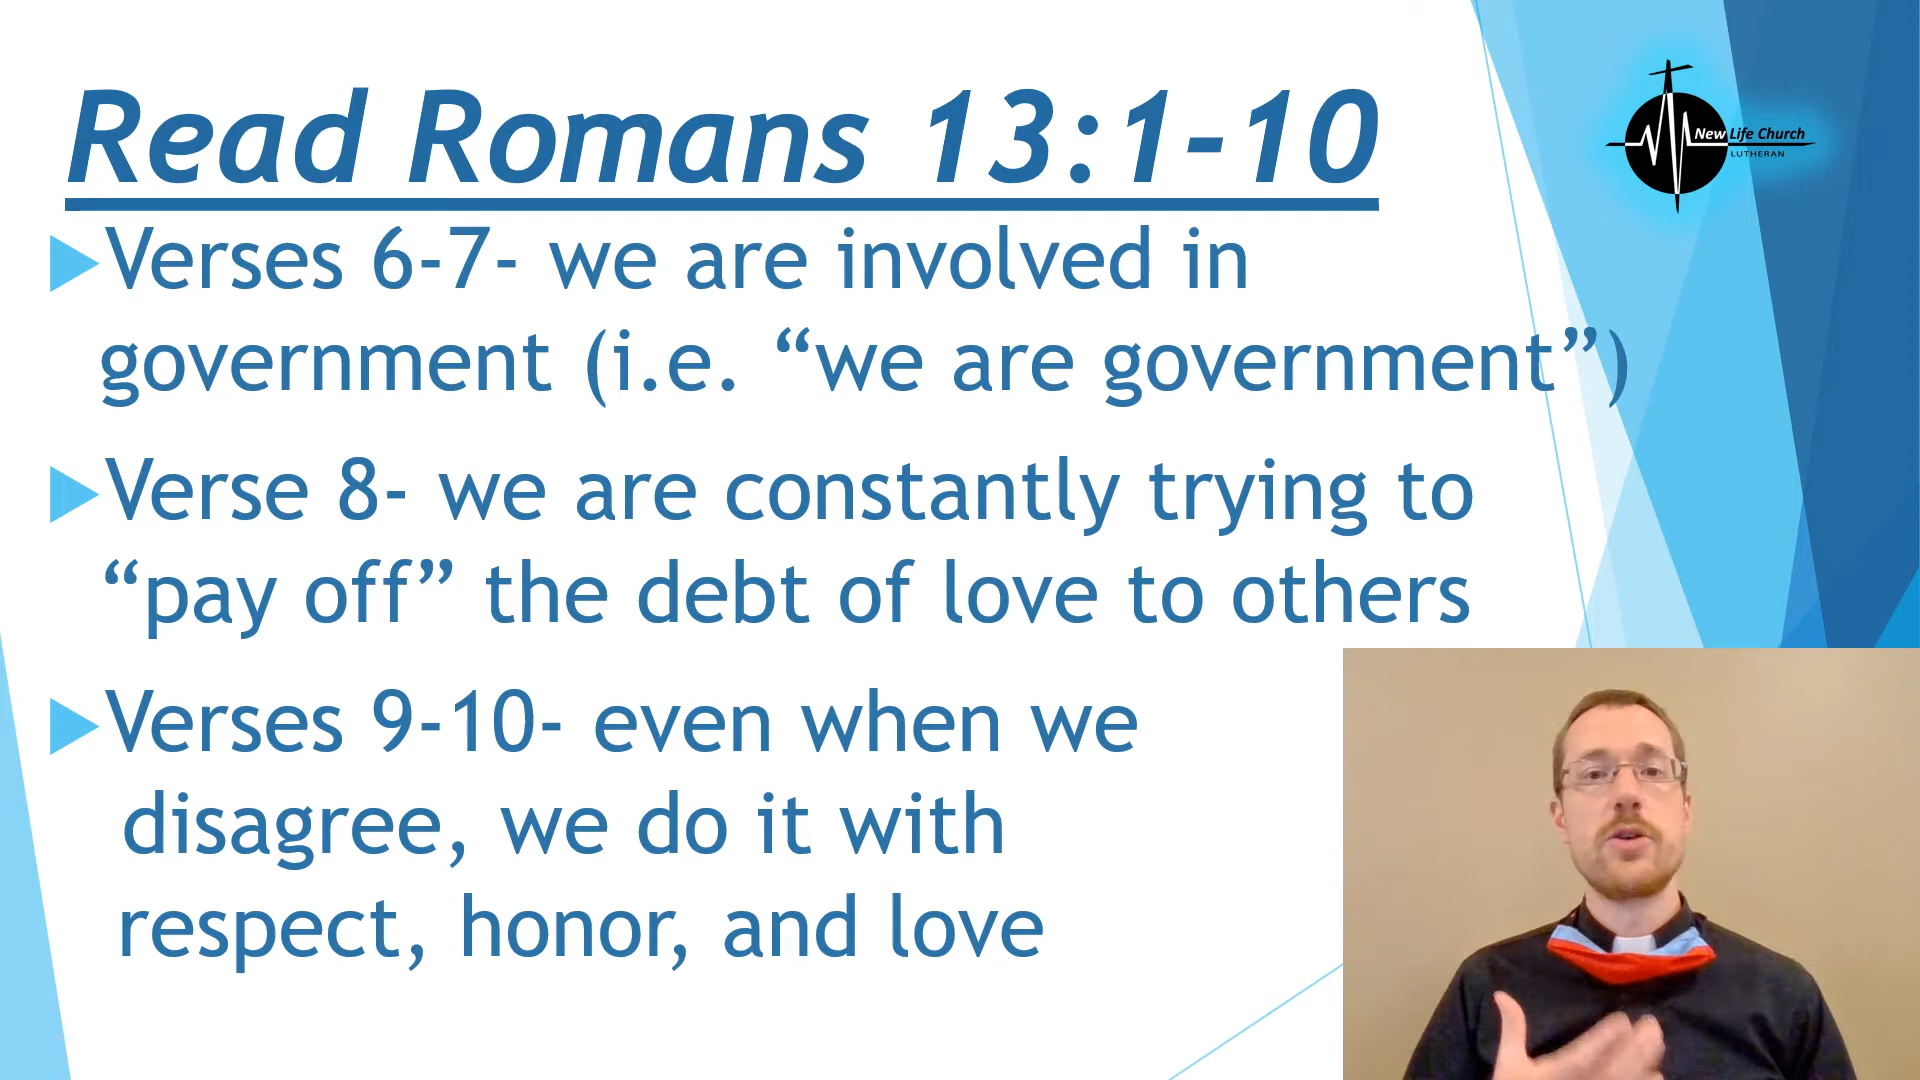 Read Romans 13:1-10
New Life Church
LUTHERAN
Verses 6-7- we are involved in
government (i.e. “we are government”)
Verse 8- we are constantly trying to
“pay off” the debt of love to others
Verses 9-10- even when we
disagree, we do it with
respect, honor, and love